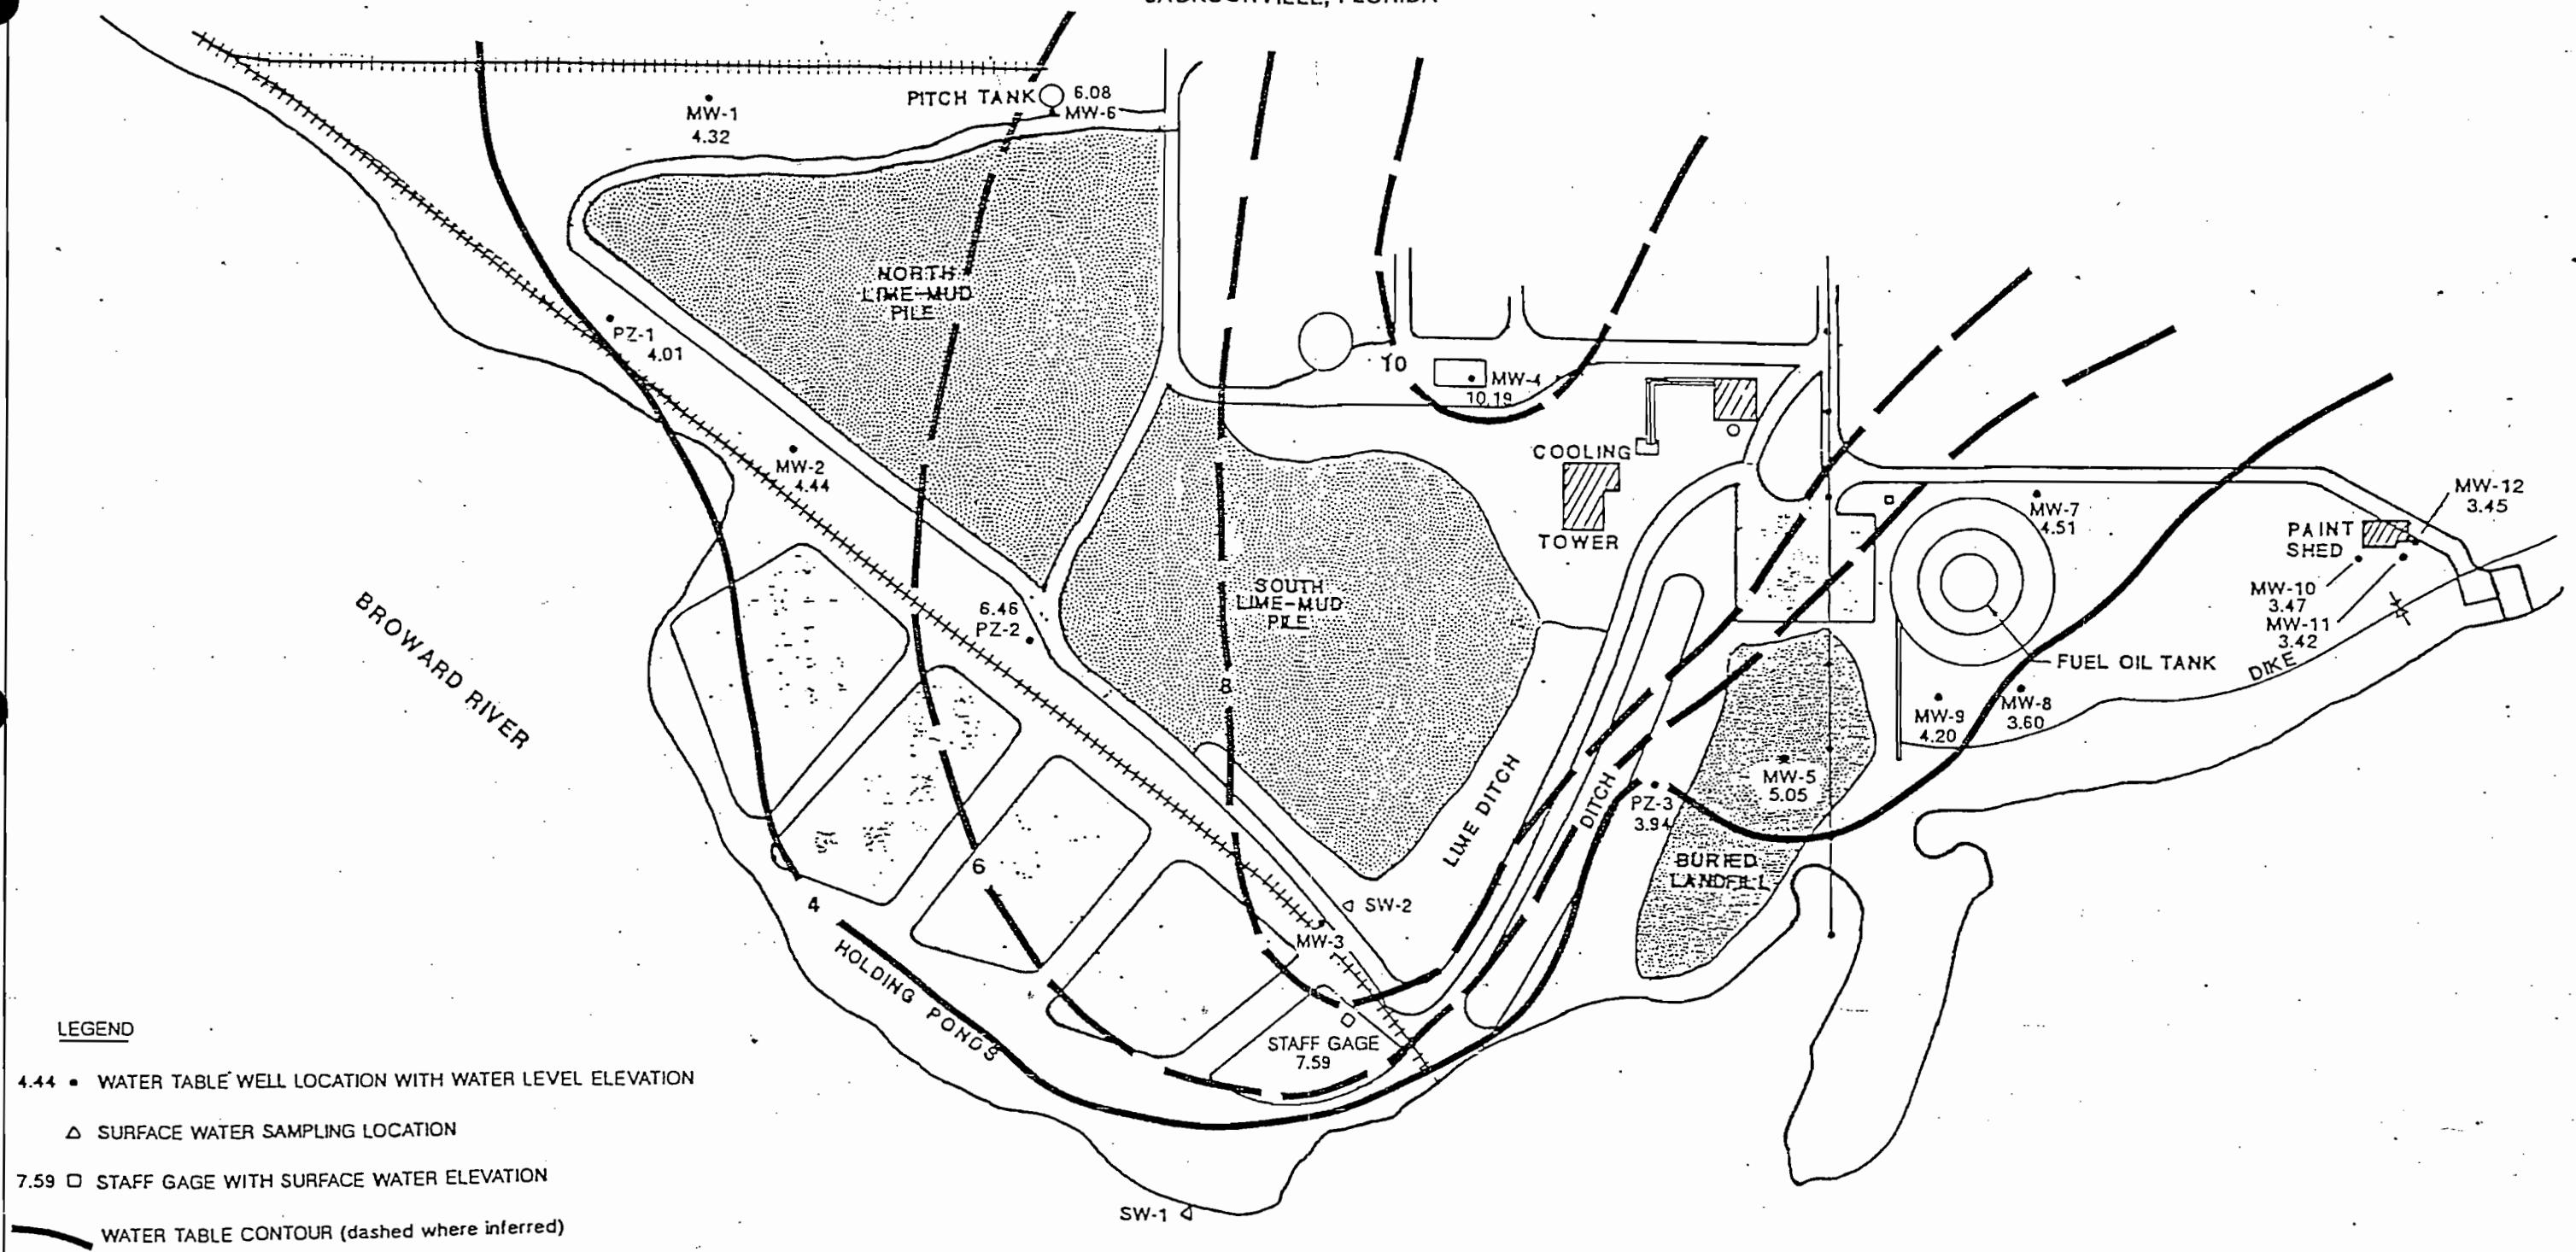 PITCH TANK
6.08
MW-6
MW-1
4.32
NORTH
LIME-MUD
PILE
PZ-1
4.01
10
MW-4
10.19
MW-2
4.44
COOLING
TOWER
MW-7
4.51
MW-12
3.45
PAINT
SHED
MW-10
3.47
MW-11
3.42
SOUTH
LIME-MUD
PILE
6.46
PZ-2
BROWARD RIVER
FUEL OIL TANK
DIKE
8
MW-9
4.20
MW-8
3.60
MW-5
5.05
LIME DITCH
DITCH
PZ-3
3.94
BURIED
LANDFILL
6
4
SW-2
MW-3
HOLDING PONDS
STAFF GAGE
7.59
SW-1
LEGEND
4.44 WATER TABLE WELL LOCATION WITH WATER LEVEL ELEVATION
SURFACE WATER SAMPLING LOCATION
7.59 STAFF GAGE WITH SURFACE WATER ELEVATION
WATER TABLE CONTOUR (dashed where inferred)